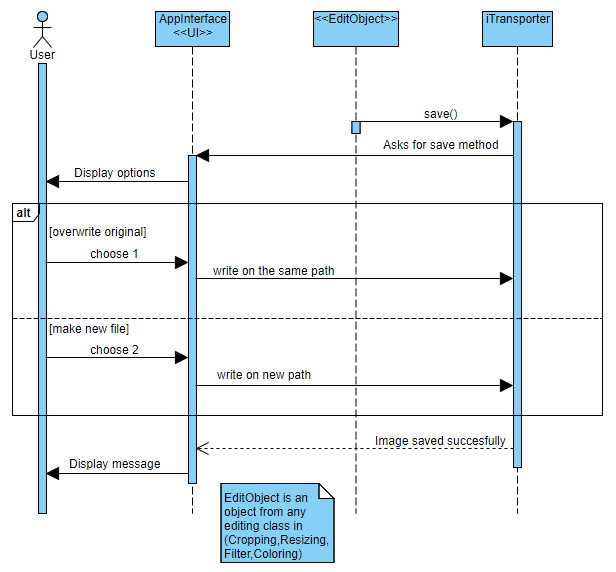 User
AppInterface
<<UI>>
<<EditObject>>
iTransporter
save()
Asks for save method
Display options
alt
[overwrite original]
choose 1
write on the same path
[make new file]
choose 2
write on new path
Image saved succesfully
Display message
EditObject is an
object from any
editing class in
(Cropping,Resizing,
Filter,Coloring)